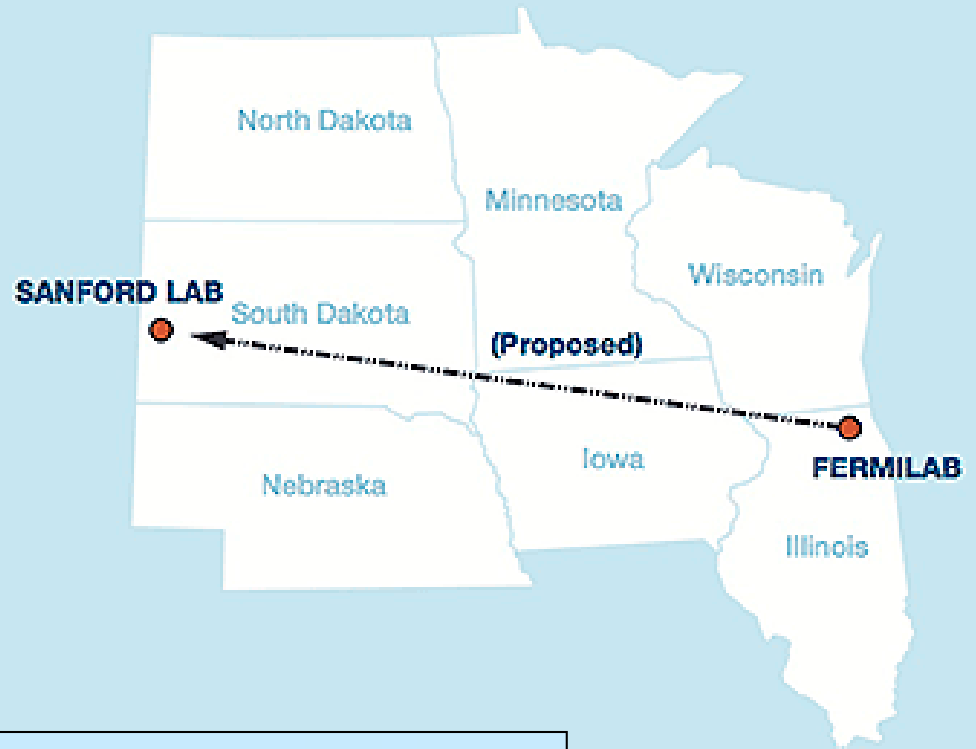 North Dakota
Minnesota
Wisconsin
SANFORD LAB
South Dakota
(Proposed)
Iowa
FERMILAB
Nebraska
Illinois